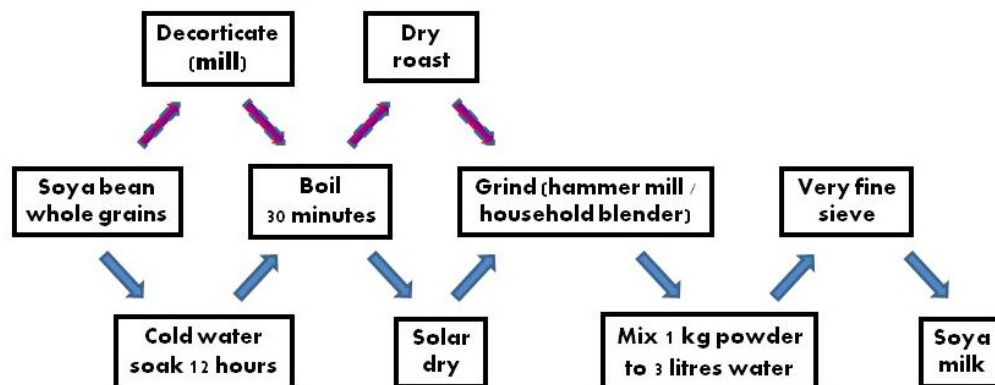 Decorticate
(mill)
Dry
roast
Soya bean
whole grains
Boil
30 minutes
Grind (hammer mill /
household blender)
Very fine
sieve
Cold water
soak 12 hours
Solar
dry
Mix 1 kg powder
to 3 litres water
Soya
milk